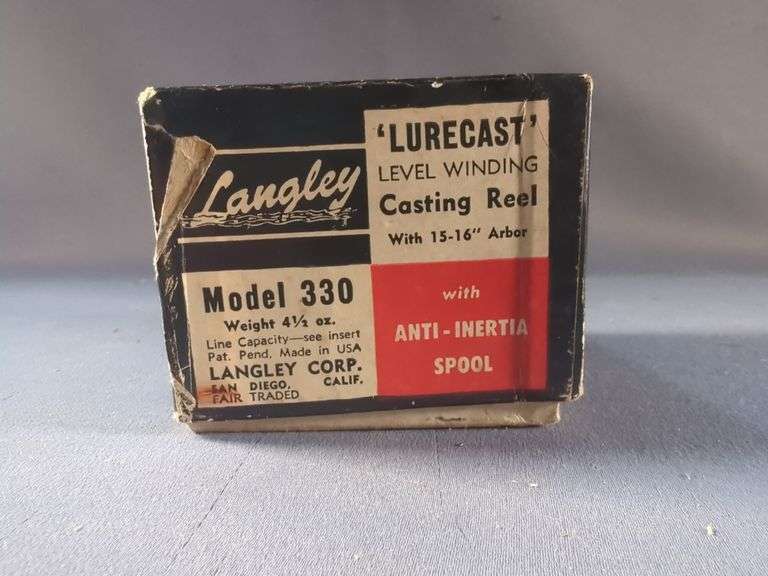 Langley
'LURECAST'
LEVEL WINDING
Casting Reel
With 15-16" Arbor
Model 330
Weight 4½ oz.
Line Capacity—see insert
Pat. Pend. Made in USA
LANGLEY CORP.
SAN DIEGO, CALIF.
FAIR TRADED
with
ANTI-INERTIA
SPOOL